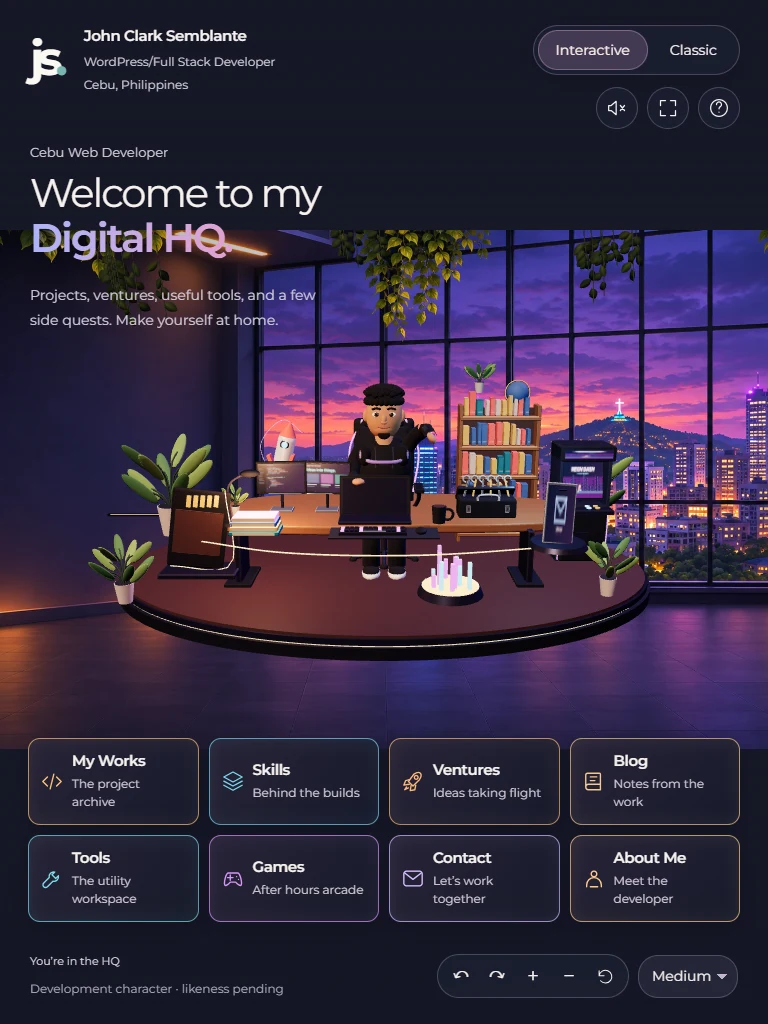 js.
John Clark Semblante
WordPress/Full Stack Developer
Cebu, Philippines
Interactive
Classic
Cebu Web Developer
Welcome to my
Digital HQ.
Projects, ventures, useful tools, and a few
side quests. Make yourself at home.
My Works
The project
archive
Skills
Behind the builds
Ventures
Ideas taking flight
Blog
Notes from the
work
Tools
The utility
workspace
Games
After hours arcade
Contact
Let's work
together
About Me
Meet the
developer
You're in the HQ
Development character · likeness pending
Medium